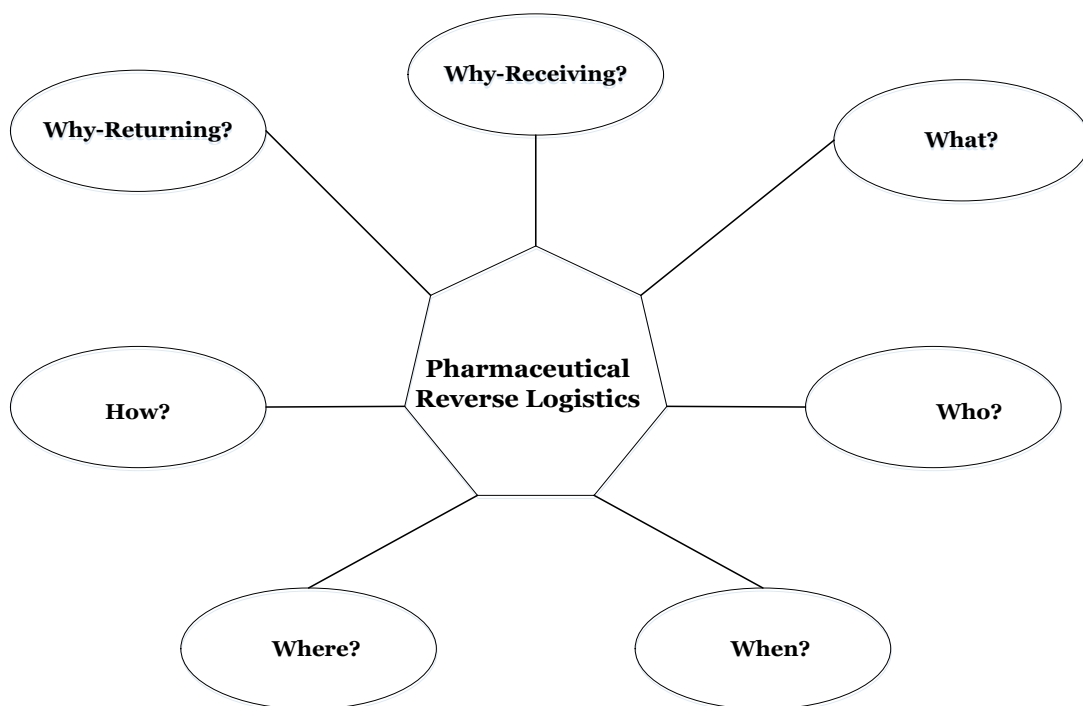 Why-Receiving?
Why-Returning?
What?
Pharmaceutical
Reverse Logistics
How?
Who?
Where?
When?